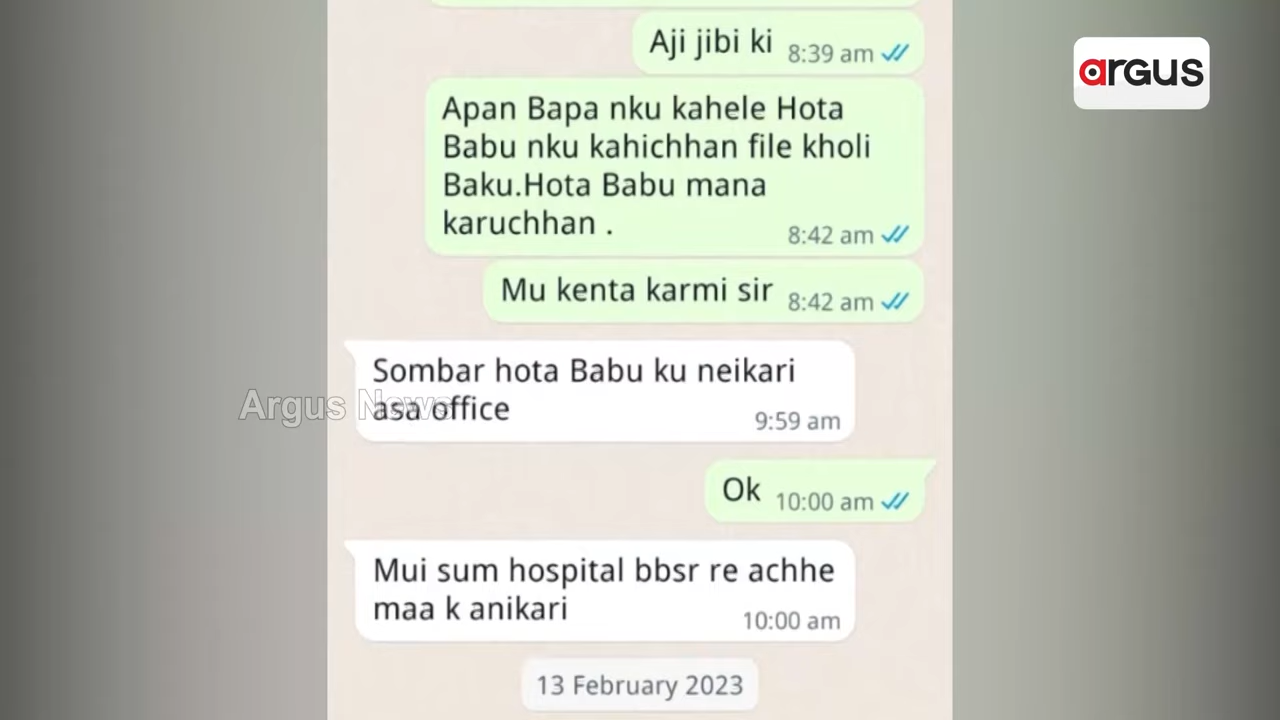 Aji jibi ki 8:39 am
argus
Apan Bapa nku kahele Hota
Babu nku kahichhan file kholi
Baku.Hota Babu mana
karuchhan . 8:42 am
Mu kenta karmi sir 8:42 am
Sombar hota Babu ku neikari
asa office 9:59 am
Argus News
Ok 10:00 am
Mui sum hospital bbsr re achhe
maa k anikari 10:00 am
13 February 2023